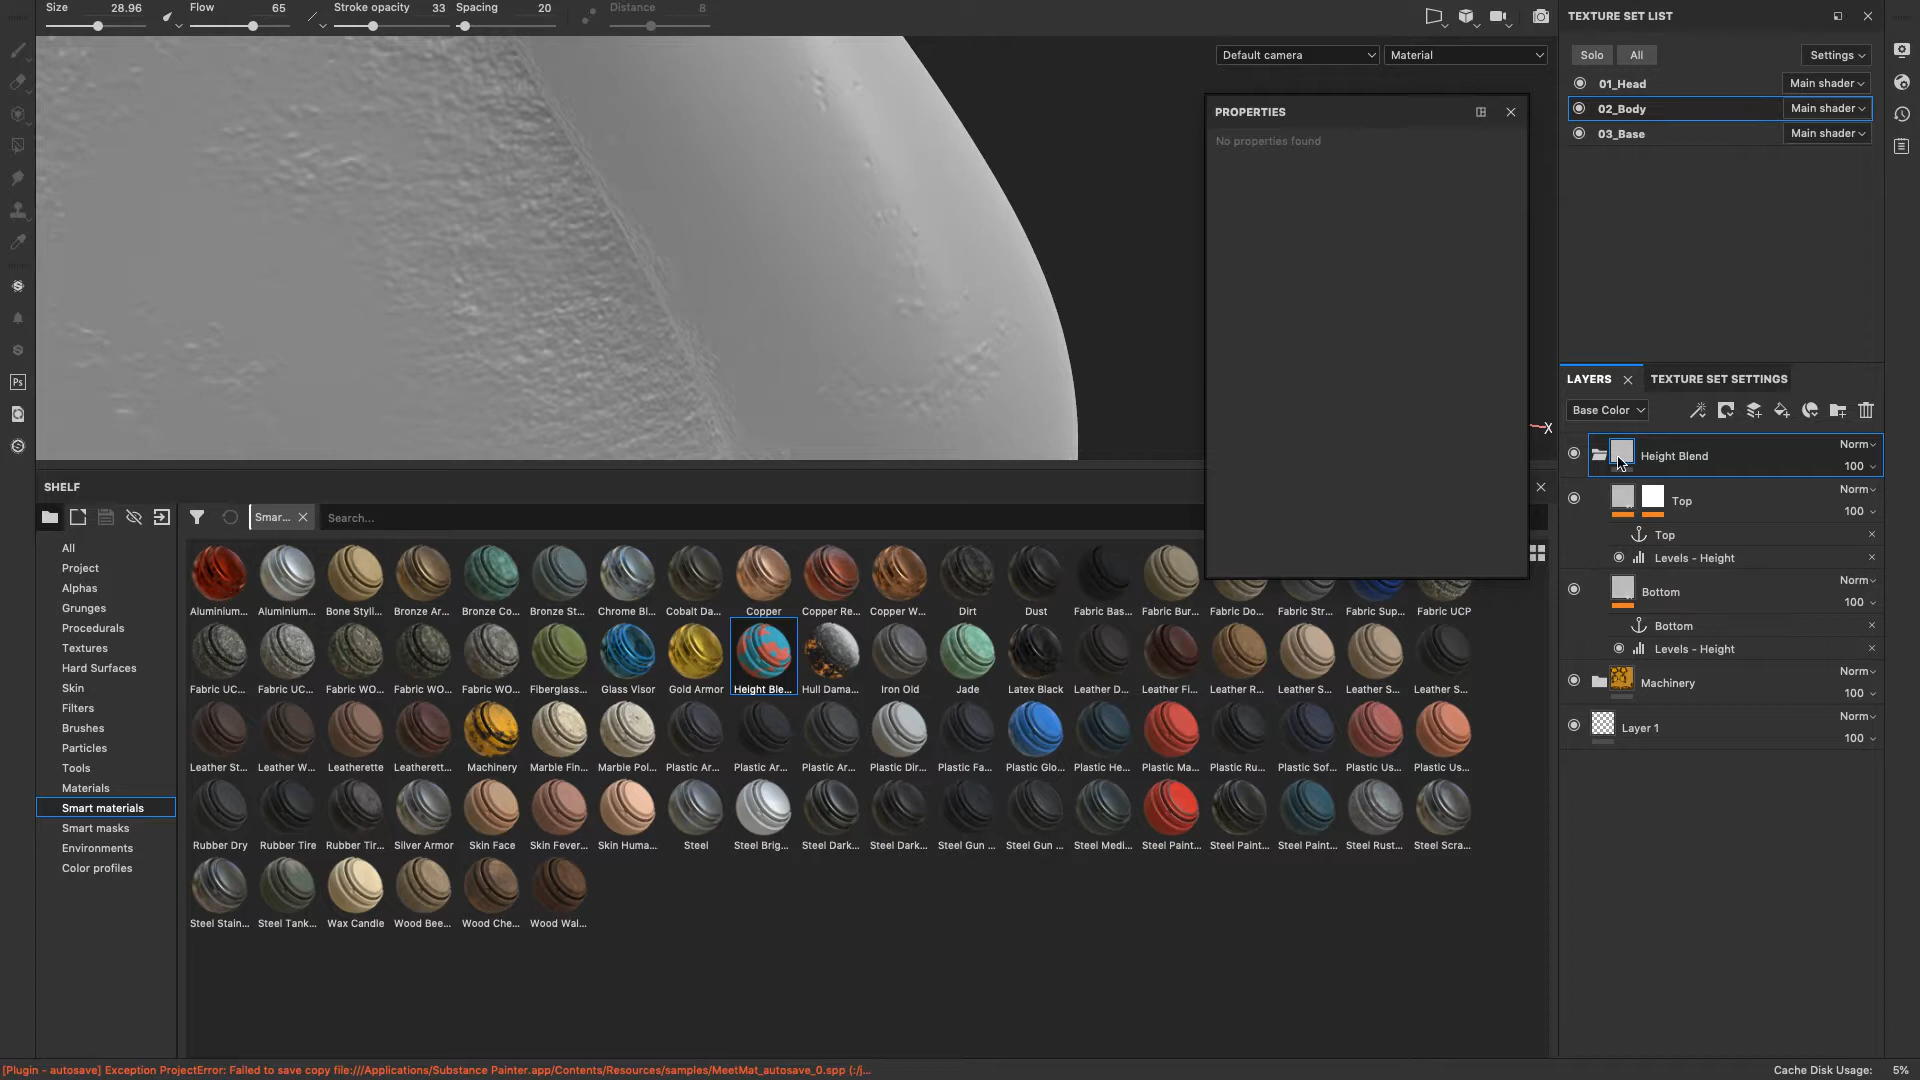 Size 28.96 Flow 65 Stroke opacity 33 Spacing 20 Distance 8
Default camera Material
PROPERTIES
No properties found
TEXTURE SET LIST
Solo All Settings
01_Head Main shader
02_Body Main shader
03_Base Main shader
LAYERS TEXTURE SET SETTINGS
Base Color
X
Height Blend Norm 100
Top Norm 100
Top
Levels - Height
Bottom Norm 100
Bottom
Levels - Height
Machinery Norm 100
Layer 1 Norm 100
Ps
SHELF
Smar... Search...
All
Project
Alphas
Grunges
Procedurals
Textures
Hard Surfaces
Skin
Filters
Brushes
Particles
Tools
Materials
Smart materials
Smart masks
Environments
Color profiles
Aluminium... Aluminium... Bone Styli... Bronze Ar... Bronze Co... Bronze St... Chrome Bl... Cobalt Da... Copper Copper Re... Copper W... Dirt Dust Fabric Bas... Fabric Bur... Fabric Do... Fabric Str... Fabric Sup... Fabric UCP
Fabric UC... Fabric UC... Fabric WO... Fabric WO... Fabric WO... Fiberglass... Glass Visor Gold Armor Height Ble... Hull Dama... Iron Old Jade Latex Black Leather D... Leather Fi... Leather R... Leather S... Leather S... Leather S...
Leather St... Leather W... Leatherette Leatherett... Machinery Marble Fin... Marble Pol... Plastic Ar... Plastic Ar... Plastic Ar... Plastic Dir... Plastic Fa... Plastic Glo... Plastic He... Plastic Ma... Plastic Ru... Plastic Sof... Plastic Us... Plastic Us...
Rubber Dry Rubber Tire Rubber Tir... Silver Armor Skin Face Skin Fever... Skin Huma... Steel Steel Brig... Steel Dark... Steel Dark... Steel Gun ... Steel Gun ... Steel Medi... Steel Paint... Steel Paint... Steel Paint... Steel Rust... Steel Scra...
Steel Stain... Steel Tank... Wax Candle Wood Bee... Wood Che... Wood Wal...
[Plugin - autosave] Exception ProjectError: Failed to save copy file:///Applications/Substance Painter.app/Contents/Resources/samples/MeetMat_autosave_0.spp (:/j...
Cache Disk Usage: 5%